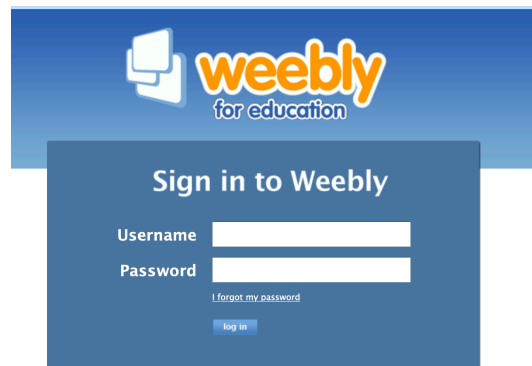 weebly
for education
Sign in to Weebly
Username
Password
I forgot my password
log in